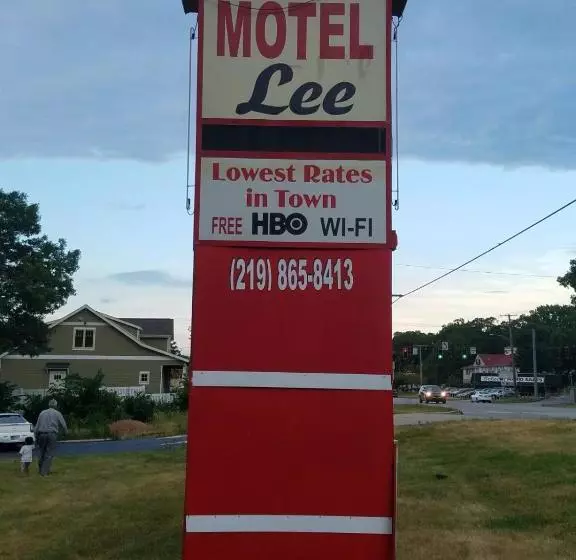 MOTEL
Lee
Lowest Rates
in Town
FREE HBO WI-FI
(219) 865-8413